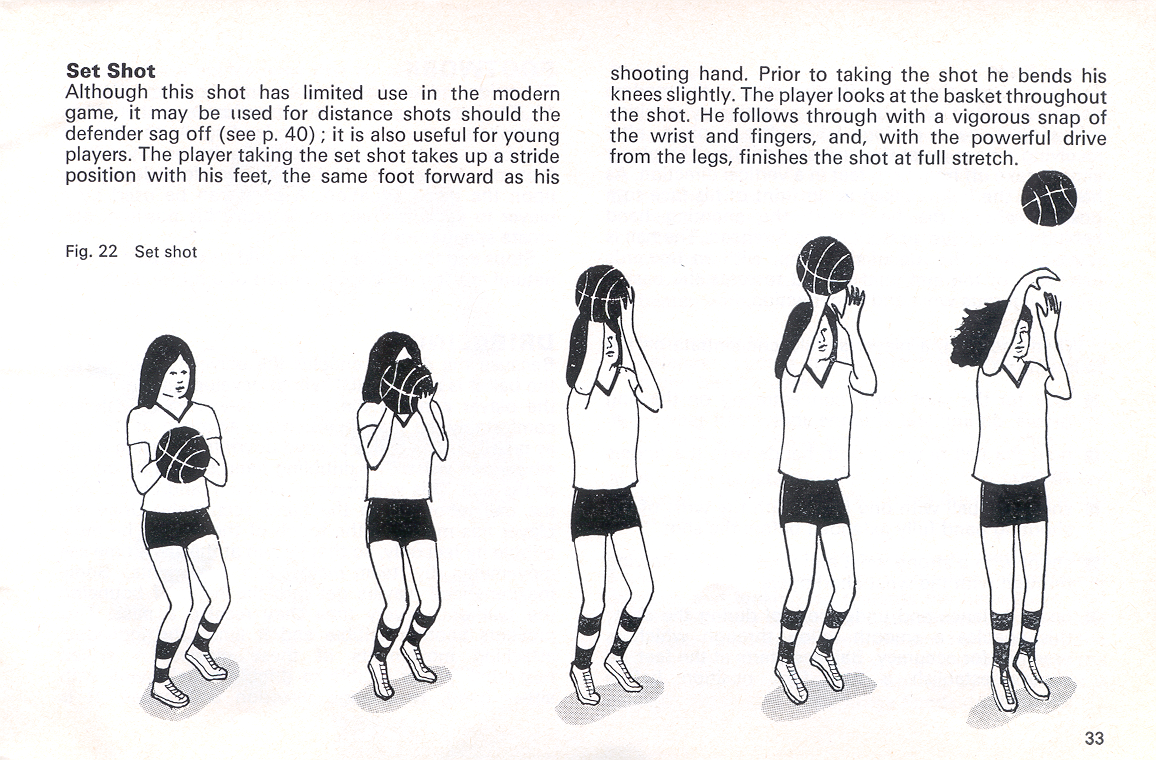 Set Shot
Although this shot has limited use in the modern
game, it may be used for distance shots should the
defender sag off (see p. 40) ; it is also useful for young
players. The player taking the set shot takes up a stride
position with his feet, the same foot forward as his
shooting hand. Prior to taking the shot he bends his
knees slightly. The player looks at the basket throughout
the shot. He follows through with a vigorous snap of
the wrist and fingers, and, with the powerful drive
from the legs, finishes the shot at full stretch.
Fig. 22 Set shot
33